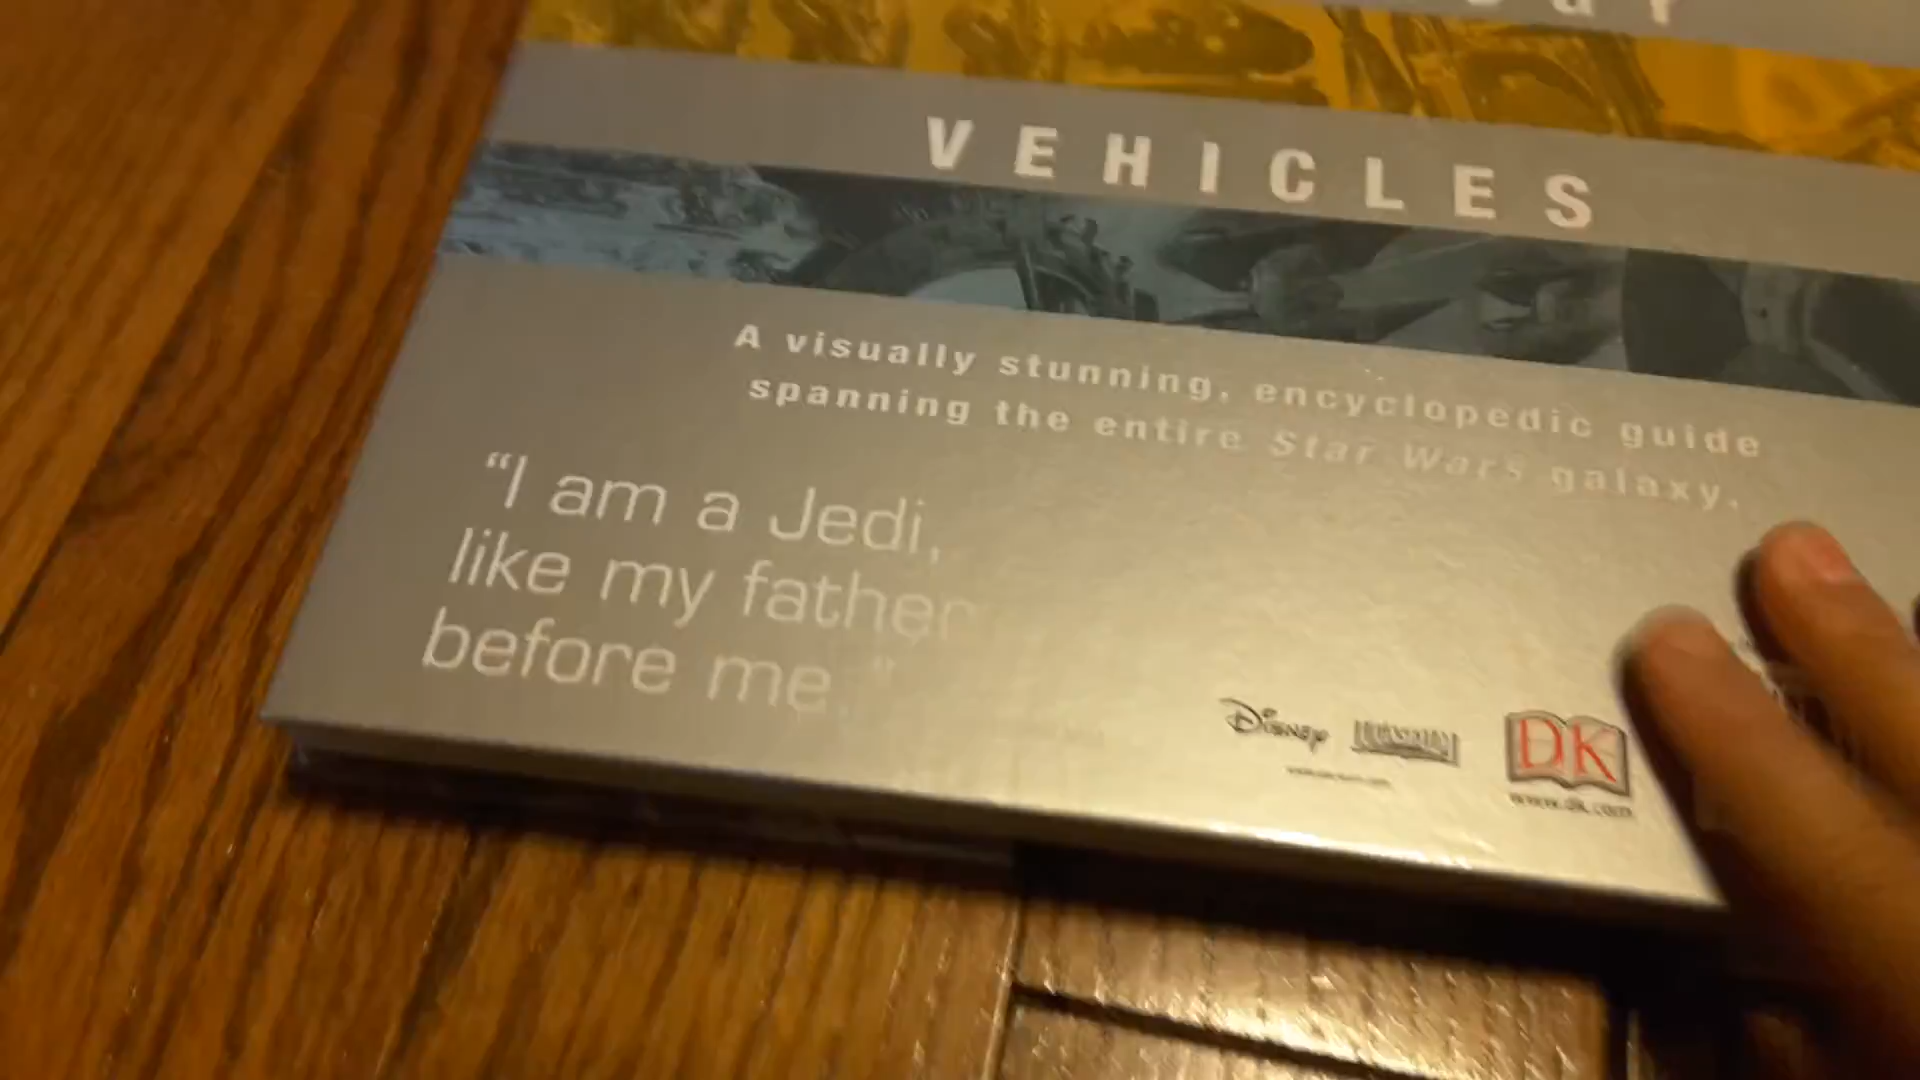 VEHICLES
A visually stunning, encyclopedic guide
spanning the entire Star Wars galaxy.
"I am a Jedi,
like my father
before me."
Disney
DK
www.dk.com